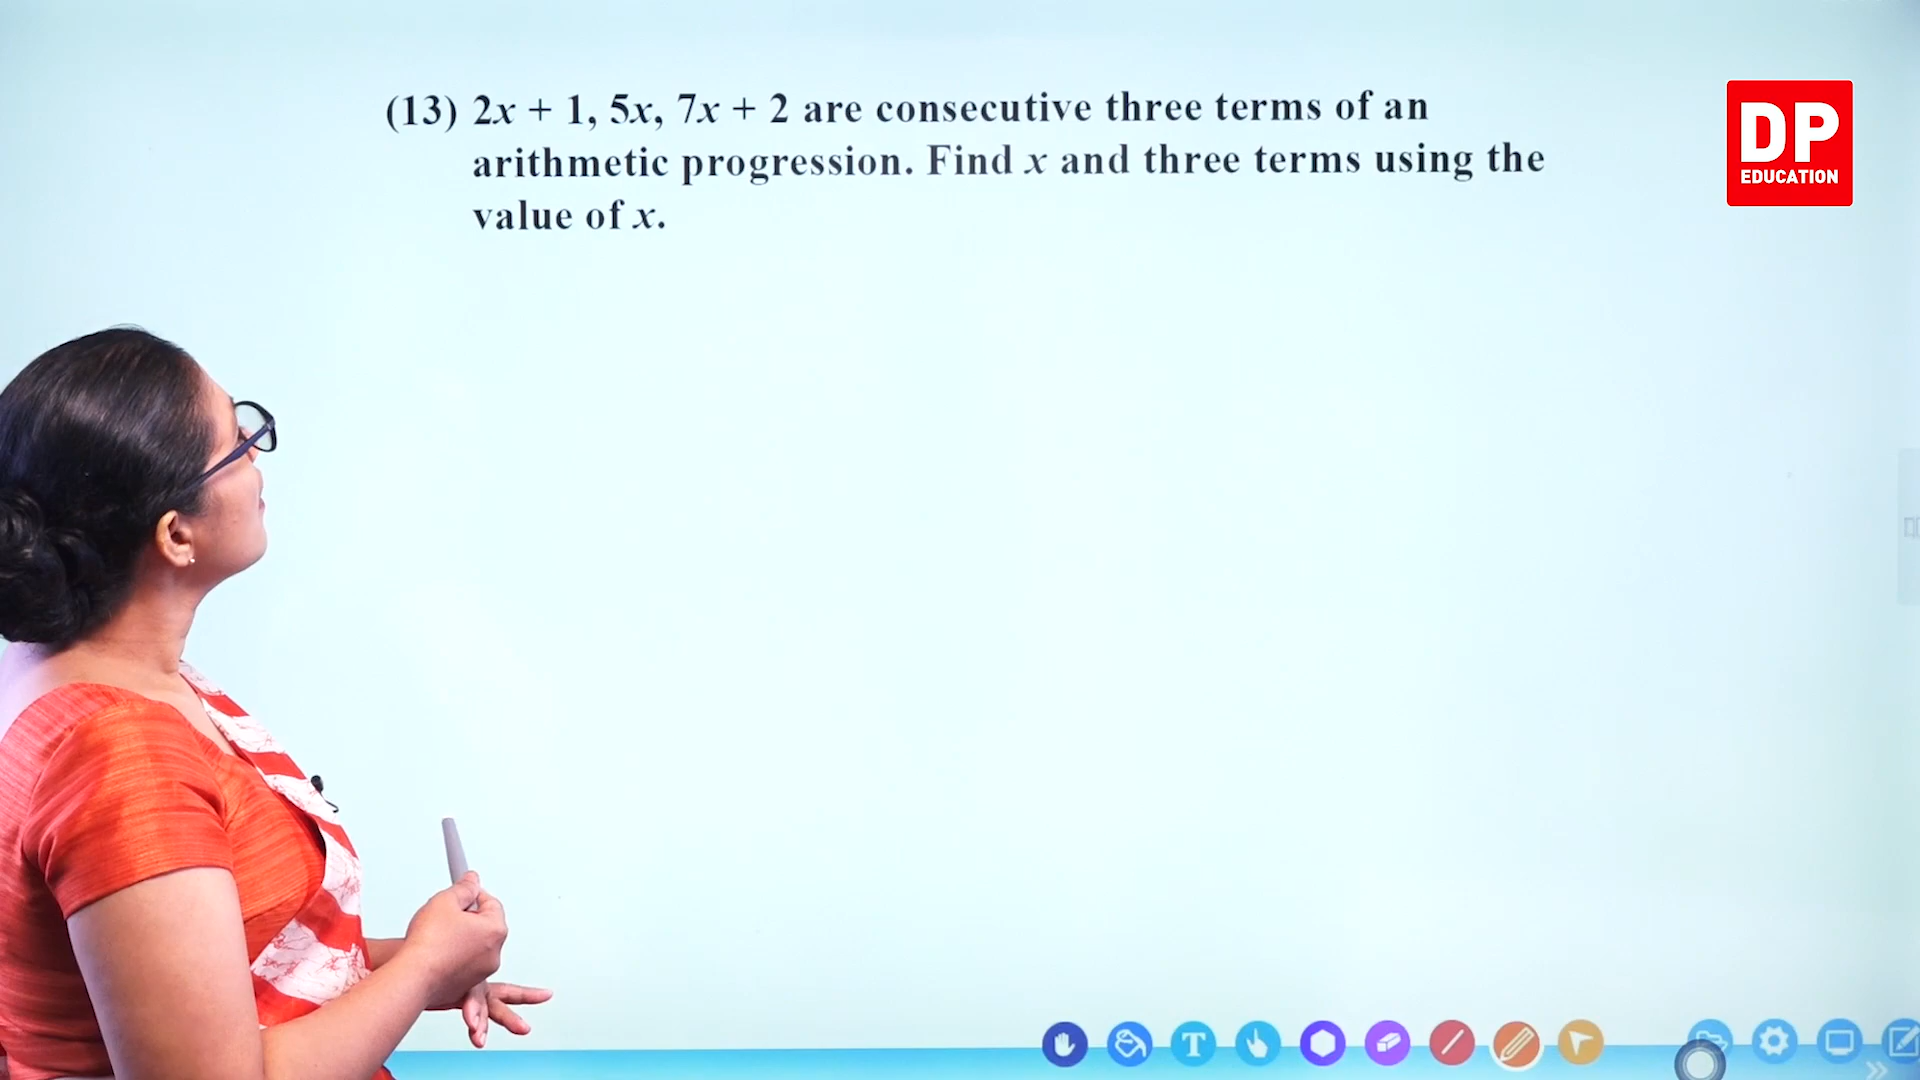 (13) 2x + 1, 5x, 7x + 2 are consecutive three terms of an
arithmetic progression. Find x and three terms using the
value of x.
DP
EDUCATION
T